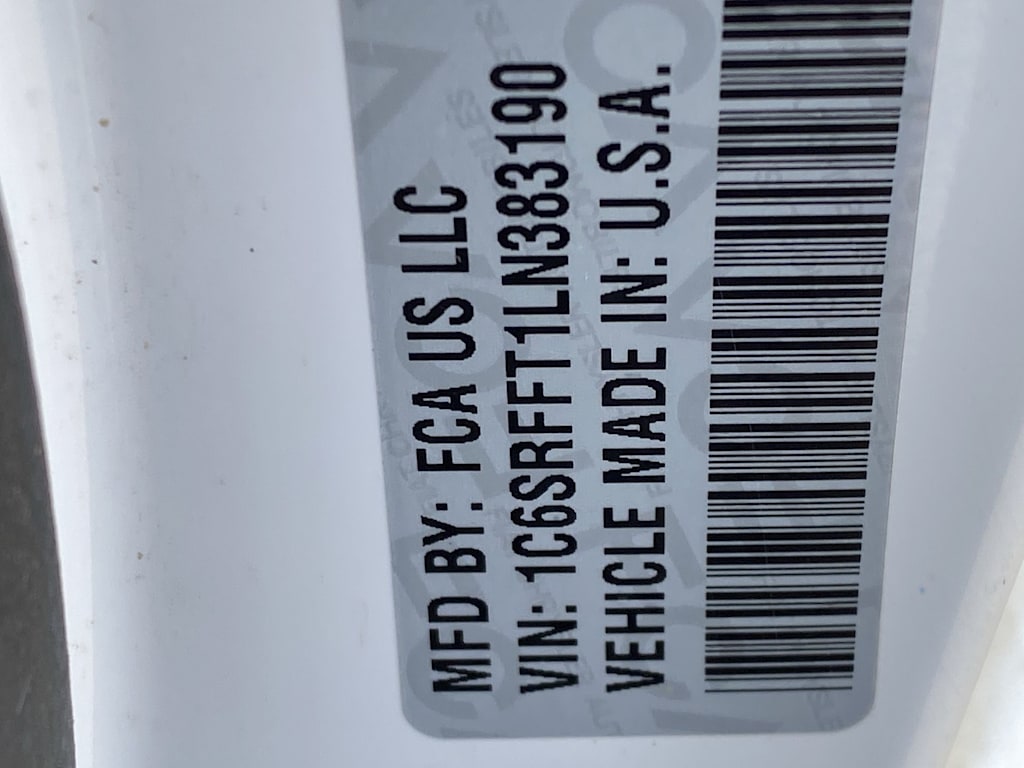 MFD BY: FCA US LLC
VIN: 1C6SRFFT1LN383190
VEHICLE MADE IN: U.S.A.